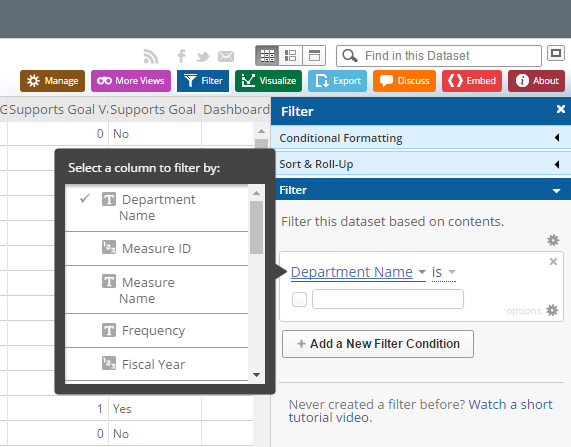 Find in this Dataset
Manage
More Views
Filter
Visualize
Export
Discuss
Embed
About
G Supports Goal V. Supports Goal Dashboard
0 No
Filter
Conditional Formatting
Sort & Roll-Up
Filter
Filter this dataset based on contents.
Department Name is
options
+ Add a New Filter Condition
Never created a filter before? Watch a short
tutorial video.
Select a column to filter by:
Department
Name
Measure ID
Measure
Name
Frequency
Fiscal Year
1 Yes
0 No